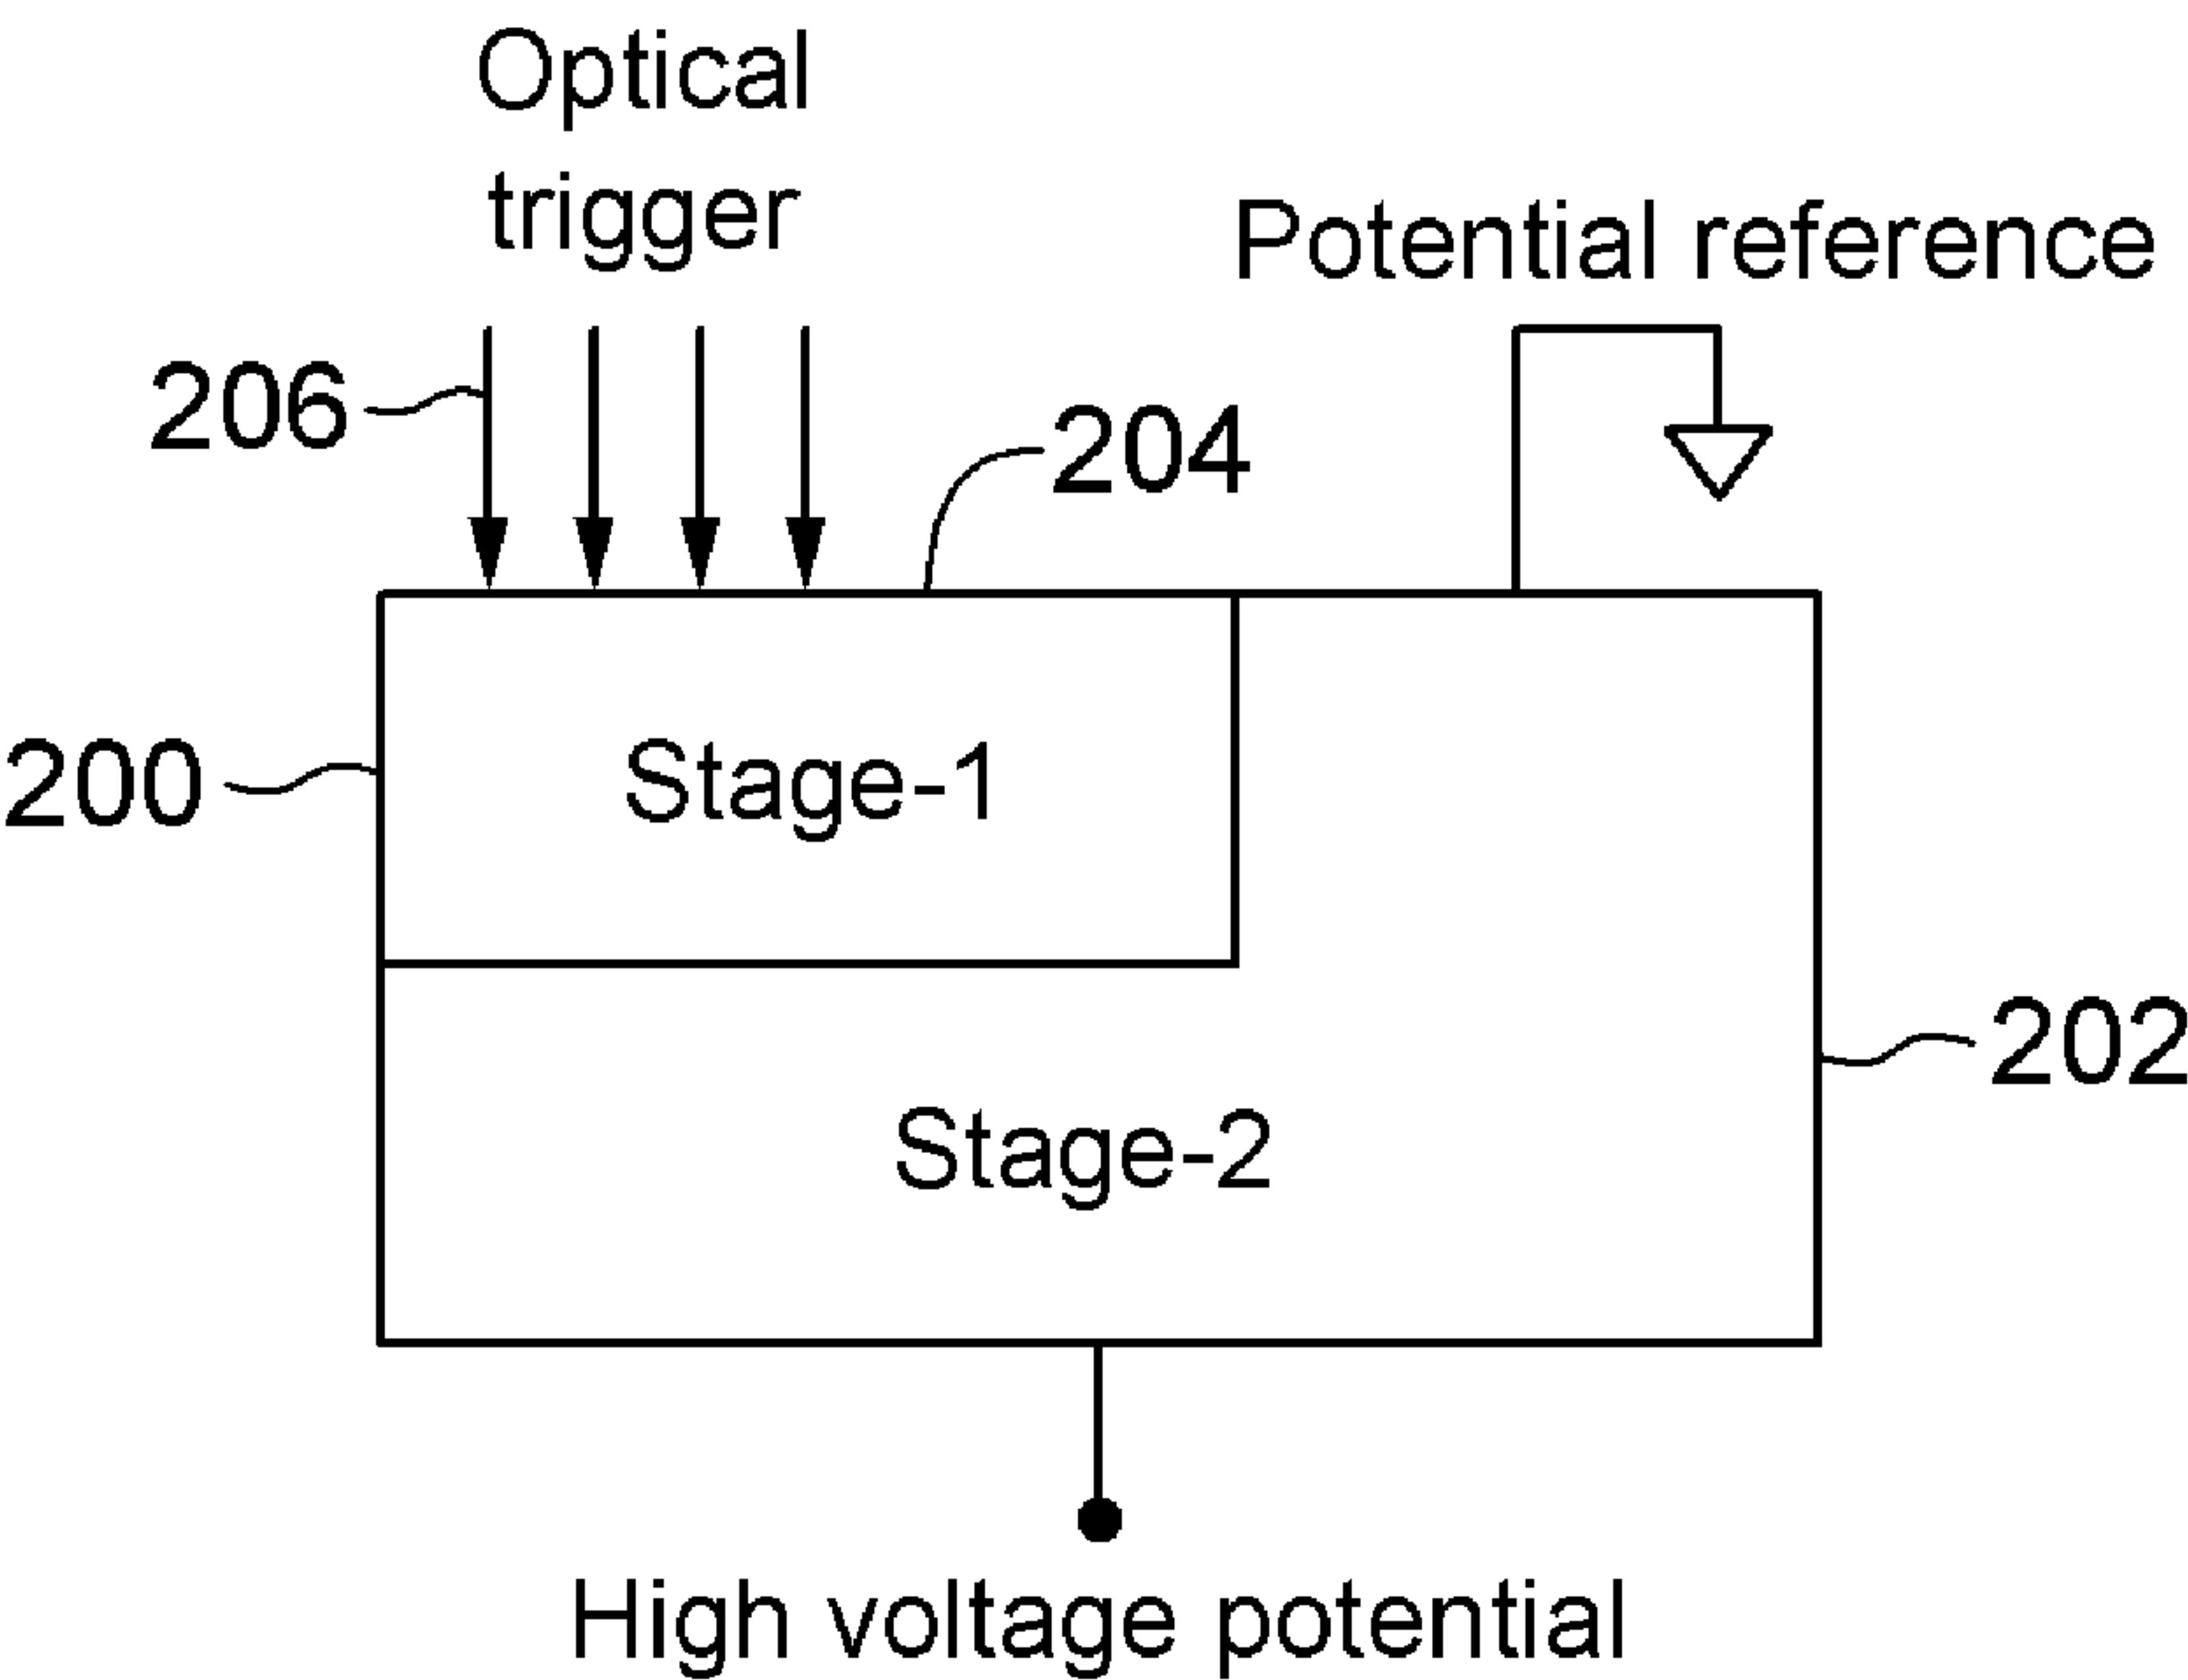 Optical
trigger
Potential reference
206
204
200
Stage-1
202
Stage-2
High voltage potential